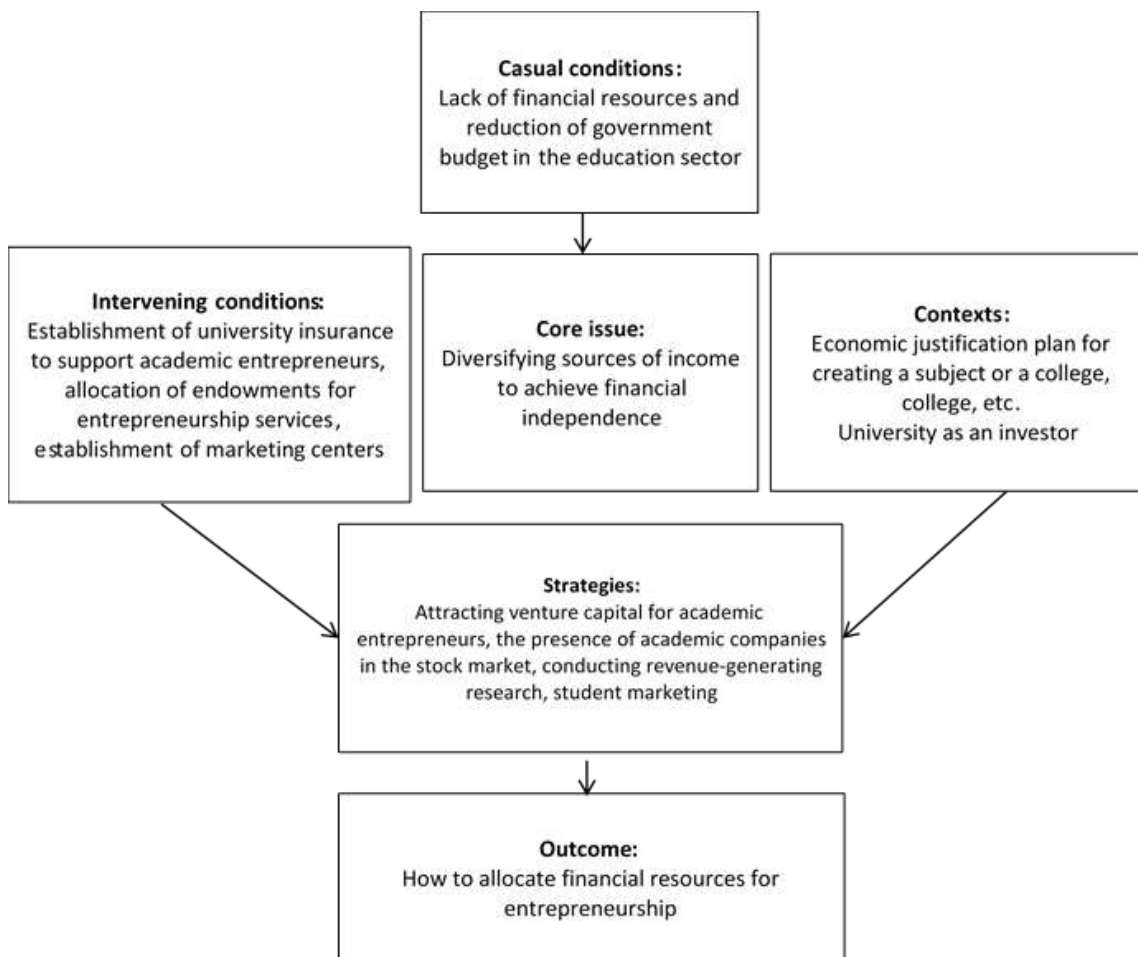 Casual conditions:
Lack of financial resources and
reduction of government
budget in the education sector
Intervening conditions:
Establishment of university insurance
to support academic entrepreneurs,
allocation of endowments for
entrepreneurship services,
establishment of marketing centers
Core issue:
Diversifying sources of income
to achieve financial
independence
Contexts:
Economic justification plan for
creating a subject or a college,
college, etc.
University as an investor
Strategies:
Attracting venture capital for academic
entrepreneurs, the presence of academic companies
in the stock market, conducting revenue-generating
research, student marketing
Outcome:
How to allocate financial resources for
entrepreneurship